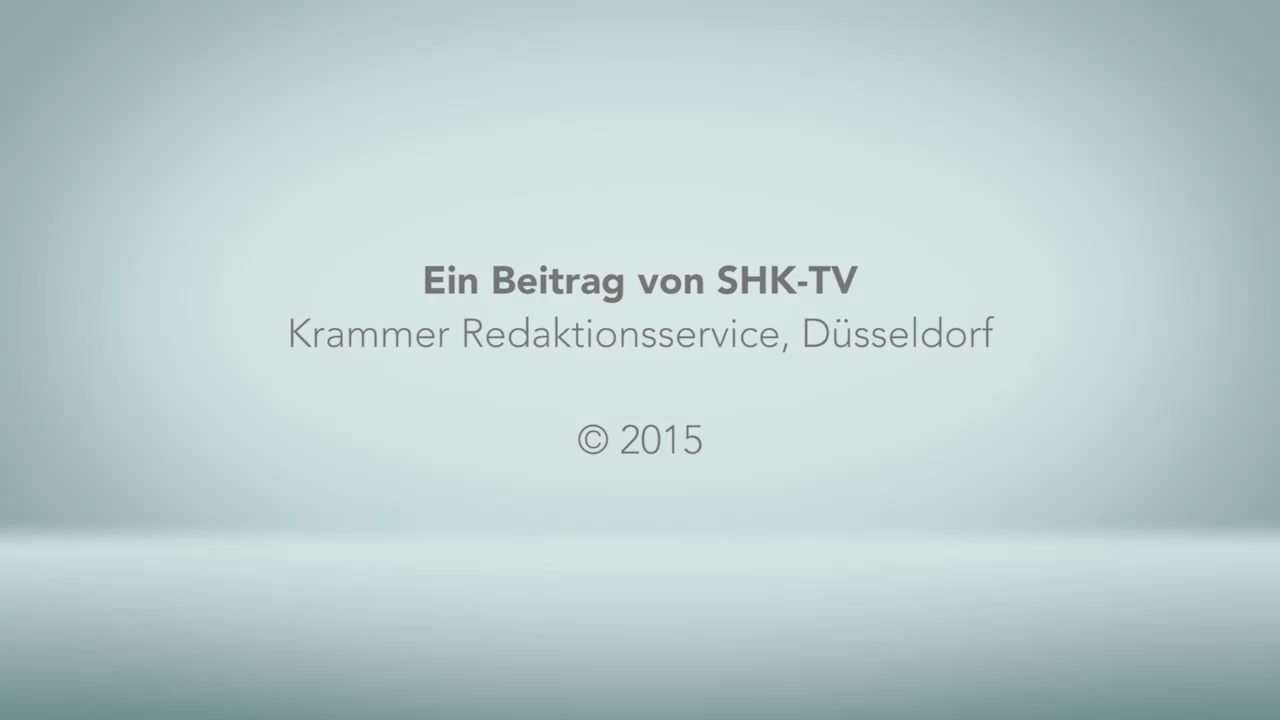 Ein Beitrag von SHK-TV
Krammer Redaktionsservice, Düsseldorf
© 2015